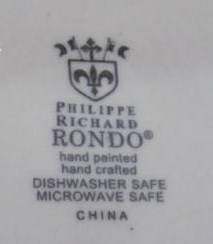 PHILIPPE
RICHARD
RONDO®
hand painted
hand crafted
DISHWASHER SAFE
MICROWAVE SAFE
CHINA